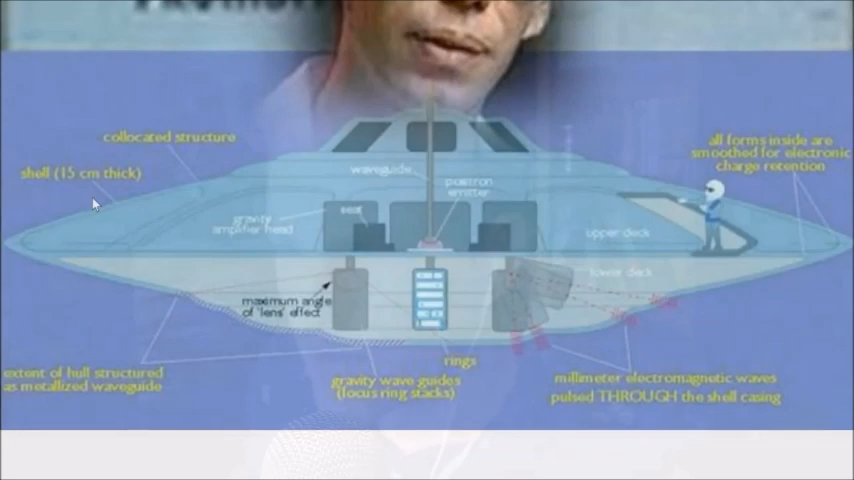 collocated structure
shell (15 cm thick)
all forms inside are
smoothed for electronic
charge retention
waveguide
positron
emitter
seat
gravity
amplifier head
upper deck
lower deck
maximum angle
of 'lens' effect
rings
extent of hull structured
as metallized waveguide
gravity wave guides
(focus ring stacks)
millimeter electromagnetic waves
pulsed THROUGH the shell casing